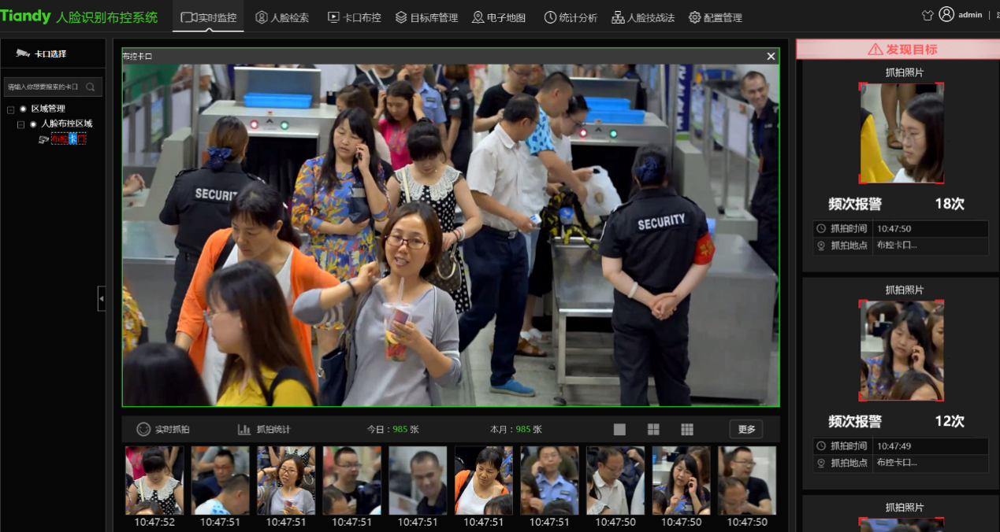 Tiandy 人脸识别布控系统
实时监控
人脸检索
卡口布控
目标库管理
电子地图
统计分析
人脸技战法
配置管理
admin
卡口选择
请输入你想要搜索的卡口
区域管理
人脸布控区域
布控卡口
布控卡口
SECURIT
SECURITY
实时抓拍
抓拍统计
今日：985 张
本月：985 张
更多
10:47:52
10:47:51
10:47:51
10:47:51
10:47:51
10:47:51
10:47:51
10:47:50
10:47:50
10:47:50
发现目标
抓拍照片
频次报警 18次
抓拍时间 10:47:50
抓拍地点 布控卡口...
抓拍照片
频次报警 12次
抓拍时间 10:47:49
抓拍地点 布控卡口...
抓拍照片